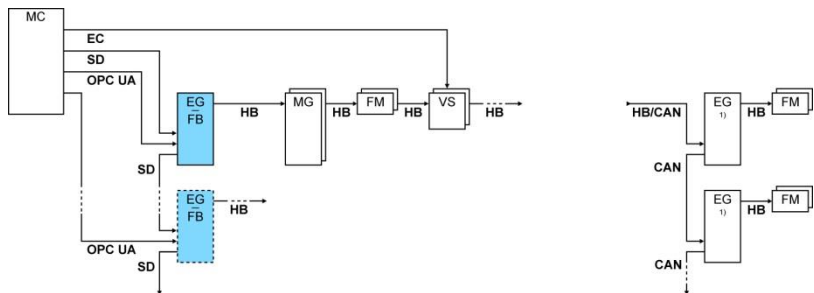 MC
EC
SD
OPC UA
EG
–
FB
HB
MG
HB
FM
HB
VS
HB
HB/CAN
EG
1)
HB
FM
SD
CAN
EG
–
FB
HB
EG
1)
HB
FM
OPC UA
SD
CAN